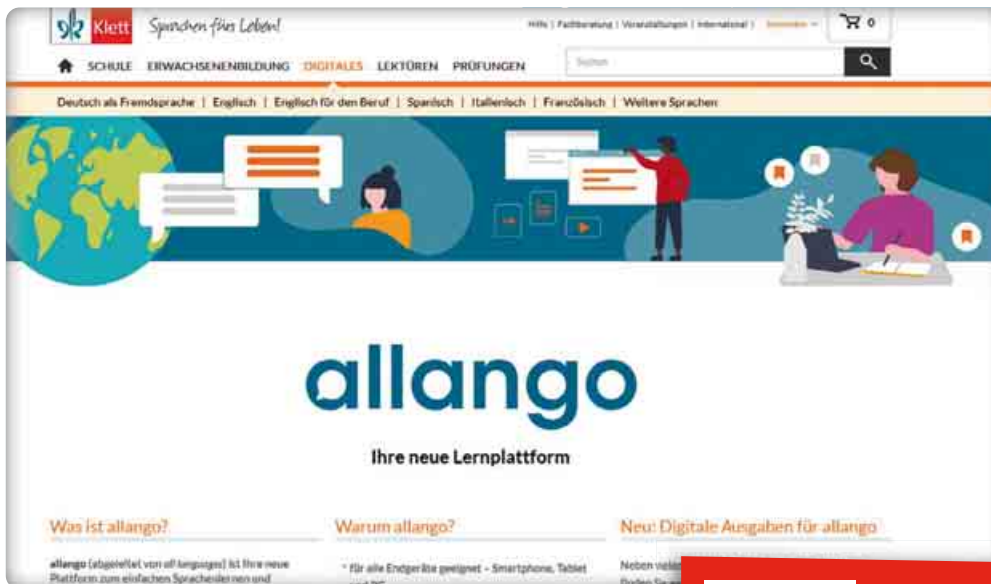 Klett Sprachen fürs Leben!
Hilfe | Fachberatung | Veranstaltungen | International | Anmelden
0
SCHULE ERWACHSENENBILDUNG DIGITALES LEKTÜREN PRÜFUNGEN
Suchen
Deutsch als Fremdsprache | Englisch | Englisch für den Beruf | Spanisch | Italienisch | Französisch | Weitere Sprachen
allango
Ihre neue Lernplattform
Was ist allango?
allango (abgeleitet von all languages) ist Ihre neue
Plattform zum einfachen Sprachenlernen und
Warum allango?
* für alle Endgeräte geeignet – Smartphone, Tablet
Neu: Digitale Ausgaben für allango
Neben